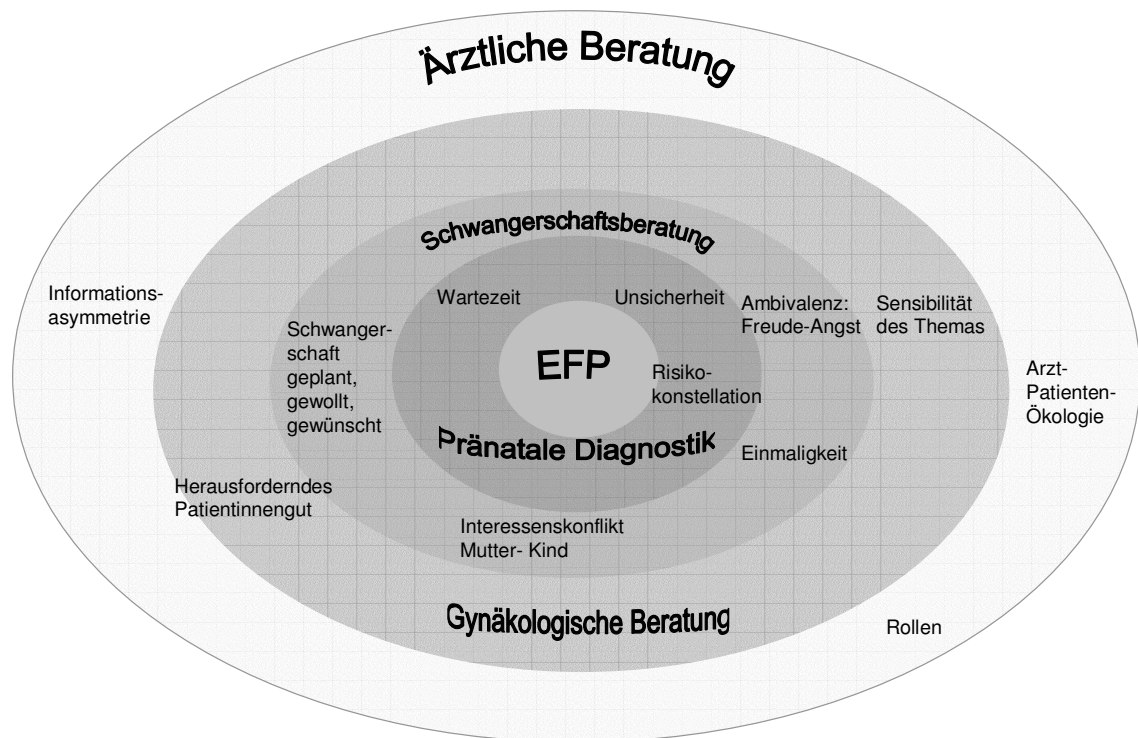 Ärztliche Beratung
Schwangerschaftsberatung
Informations-
asymmetrie
Wartezeit
Unsicherheit
Ambivalenz:
Freude-Angst
Sensibilität
des Themas
Schwanger-
schaft
geplant,
gewollt,
gewünscht
EFP
Risiko-
konstellation
Arzt-
Patienten-
Ökologie
Pränatale Diagnostik
Einmaligkeit
Herausforderndes
Patientinnengut
Interessenskonflikt
Mutter- Kind
Gynäkologische Beratung
Rollen